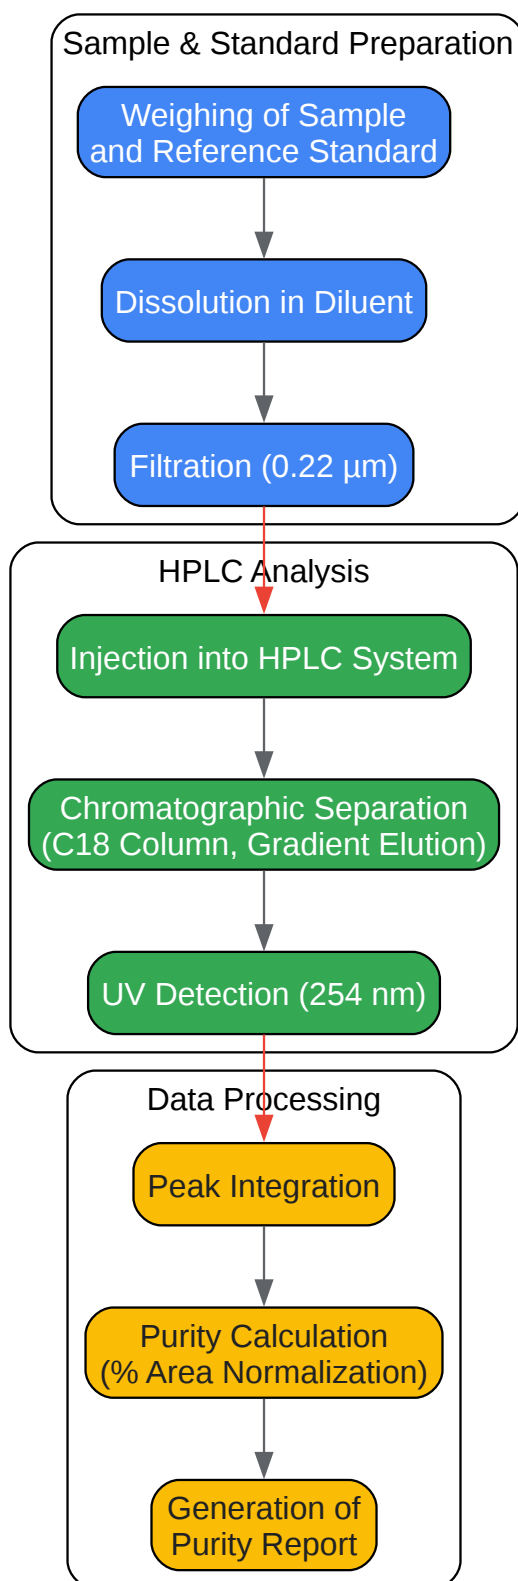 Sample & Standard Preparation
Weighing of Sample
and Reference Standard
Dissolution in Diluent
Filtration (0.22 µm)
HPLC Analysis
Injection into HPLC System
Chromatographic Separation
(C18 Column, Gradient Elution)
UV Detection (254 nm)
Data Processing
Peak Integration
Purity Calculation
(% Area Normalization)
Generation of
Purity Report